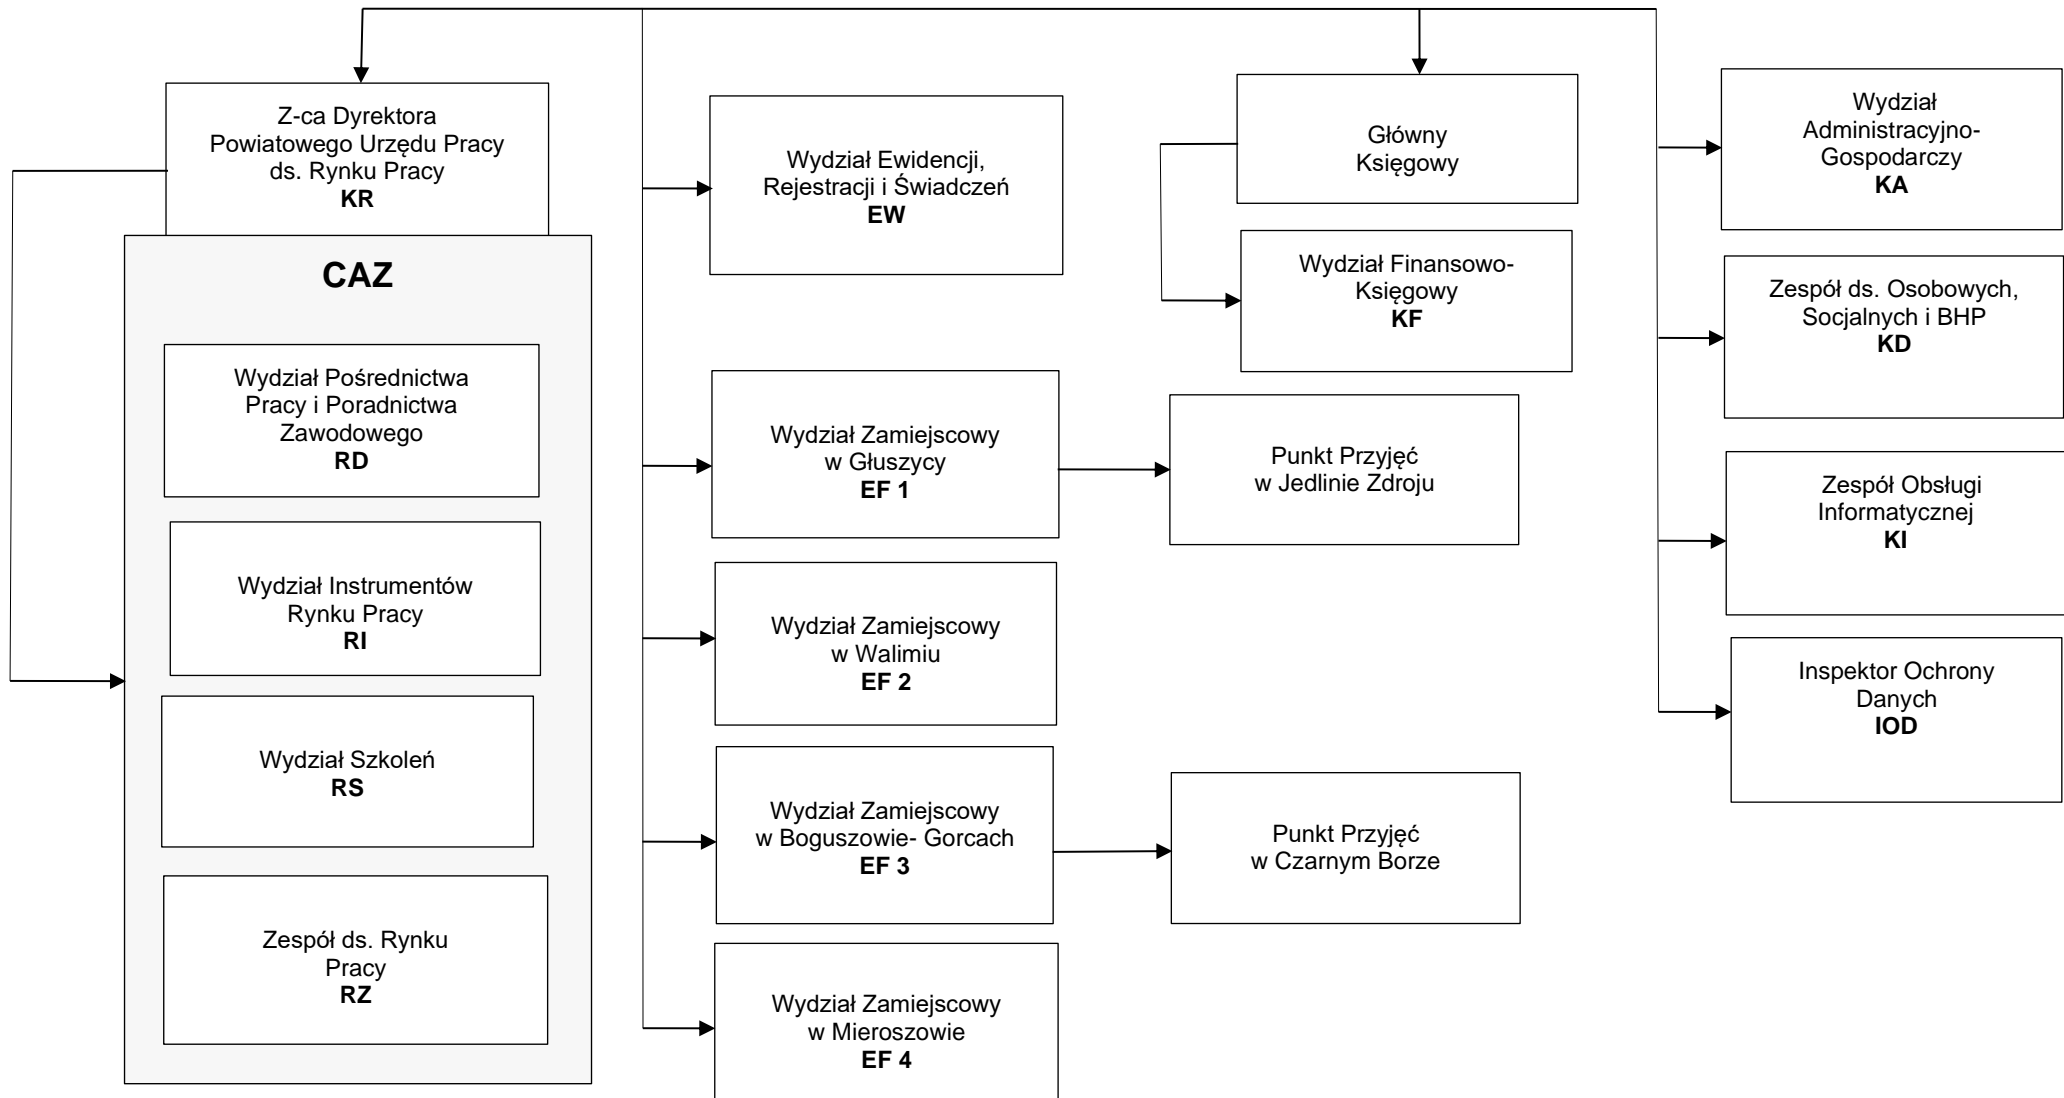 Z-ca Dyrektora
Powiatowego Urzędu Pracy
ds. Rynku Pracy
KR
CAZ
Wydział Pośrednictwa
Pracy i Poradnictwa
Zawodowego
RD
Wydział Instrumentów
Rynku Pracy
RI
Wydział Szkoleń
RS
Zespół ds. Rynku
Pracy
RZ
Wydział Ewidencji,
Rejestracji i Świadczeń
EW
Wydział Zamiejscowy
w Głuszycy
EF 1
Wydział Zamiejscowy
w Walimiu
EF 2
Wydział Zamiejscowy
w Boguszowie- Gorcach
EF 3
Wydział Zamiejscowy
w Mieroszowie
EF 4
Główny
Księgowy
Wydział Finansowo-
Księgowy
KF
Punkt Przyjęć
w Jedlinie Zdroju
Punkt Przyjęć
w Czarnym Borze
Wydział
Administracyjno-
Gospodarczy
KA
Zespół ds. Osobowych,
Socjalnych i BHP
KD
Zespół Obsługi
Informatycznej
KI
Inspektor Ochrony
Danych
IOD